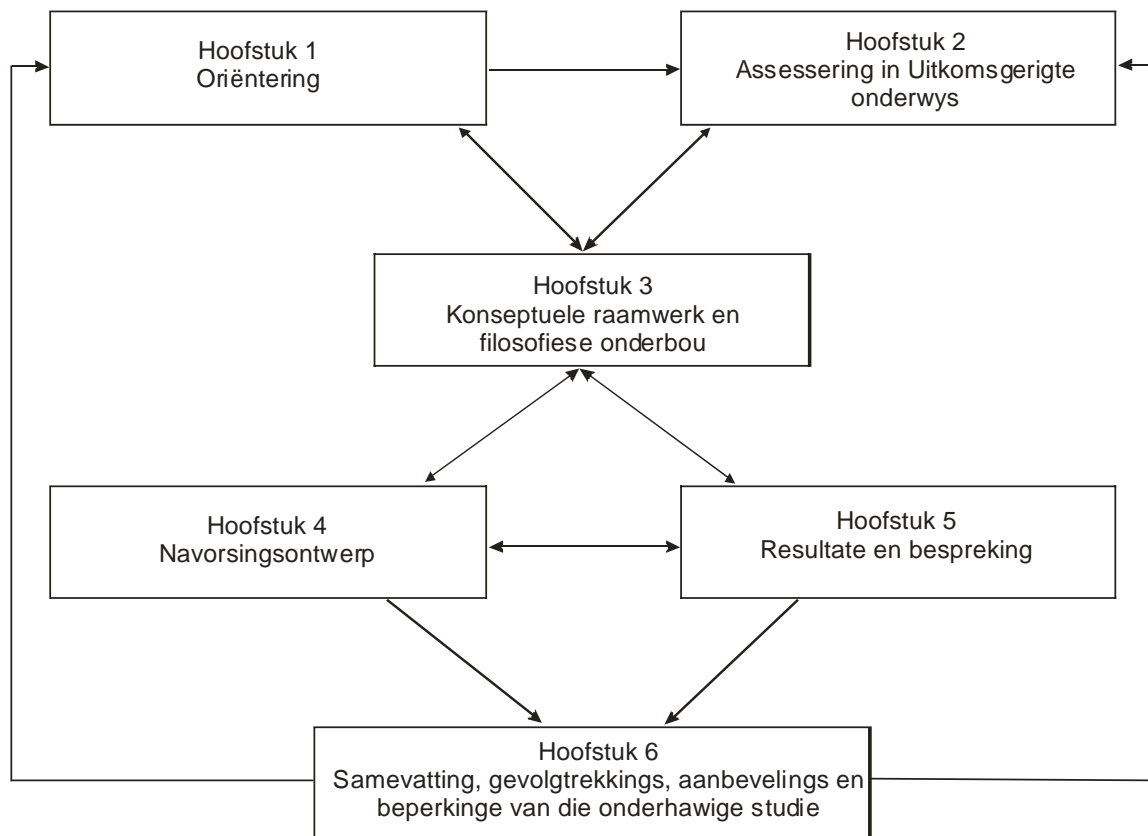 Hoofstuk 1
Oriëntering
Hoofstuk 2
Assessering in Uitkomsgerigte
onderwys
Hoofstuk 3
Konseptuele raamwerk en
filosofiese onderbou
Hoofstuk 4
Navorsingsontwerp
Hoofstuk 5
Resultate en bespreking
Hoofstuk 6
Samevatting, gevolgtrekkings, aanbevelings en
beperkinge van die onderhawige studie